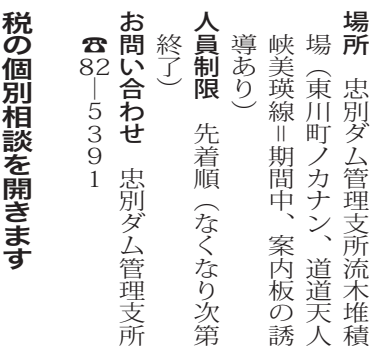 場所　忠別ダム管理支所流木堆積
場（東川町ノカナン、道道天人
峡美瑛線＝期間中、案内板の誘
導あり）
人員制限　先着順（なくなり次第
終了）
お問い合わせ　忠別ダム管理支所
☎82―5391
税の個別相談を開きます